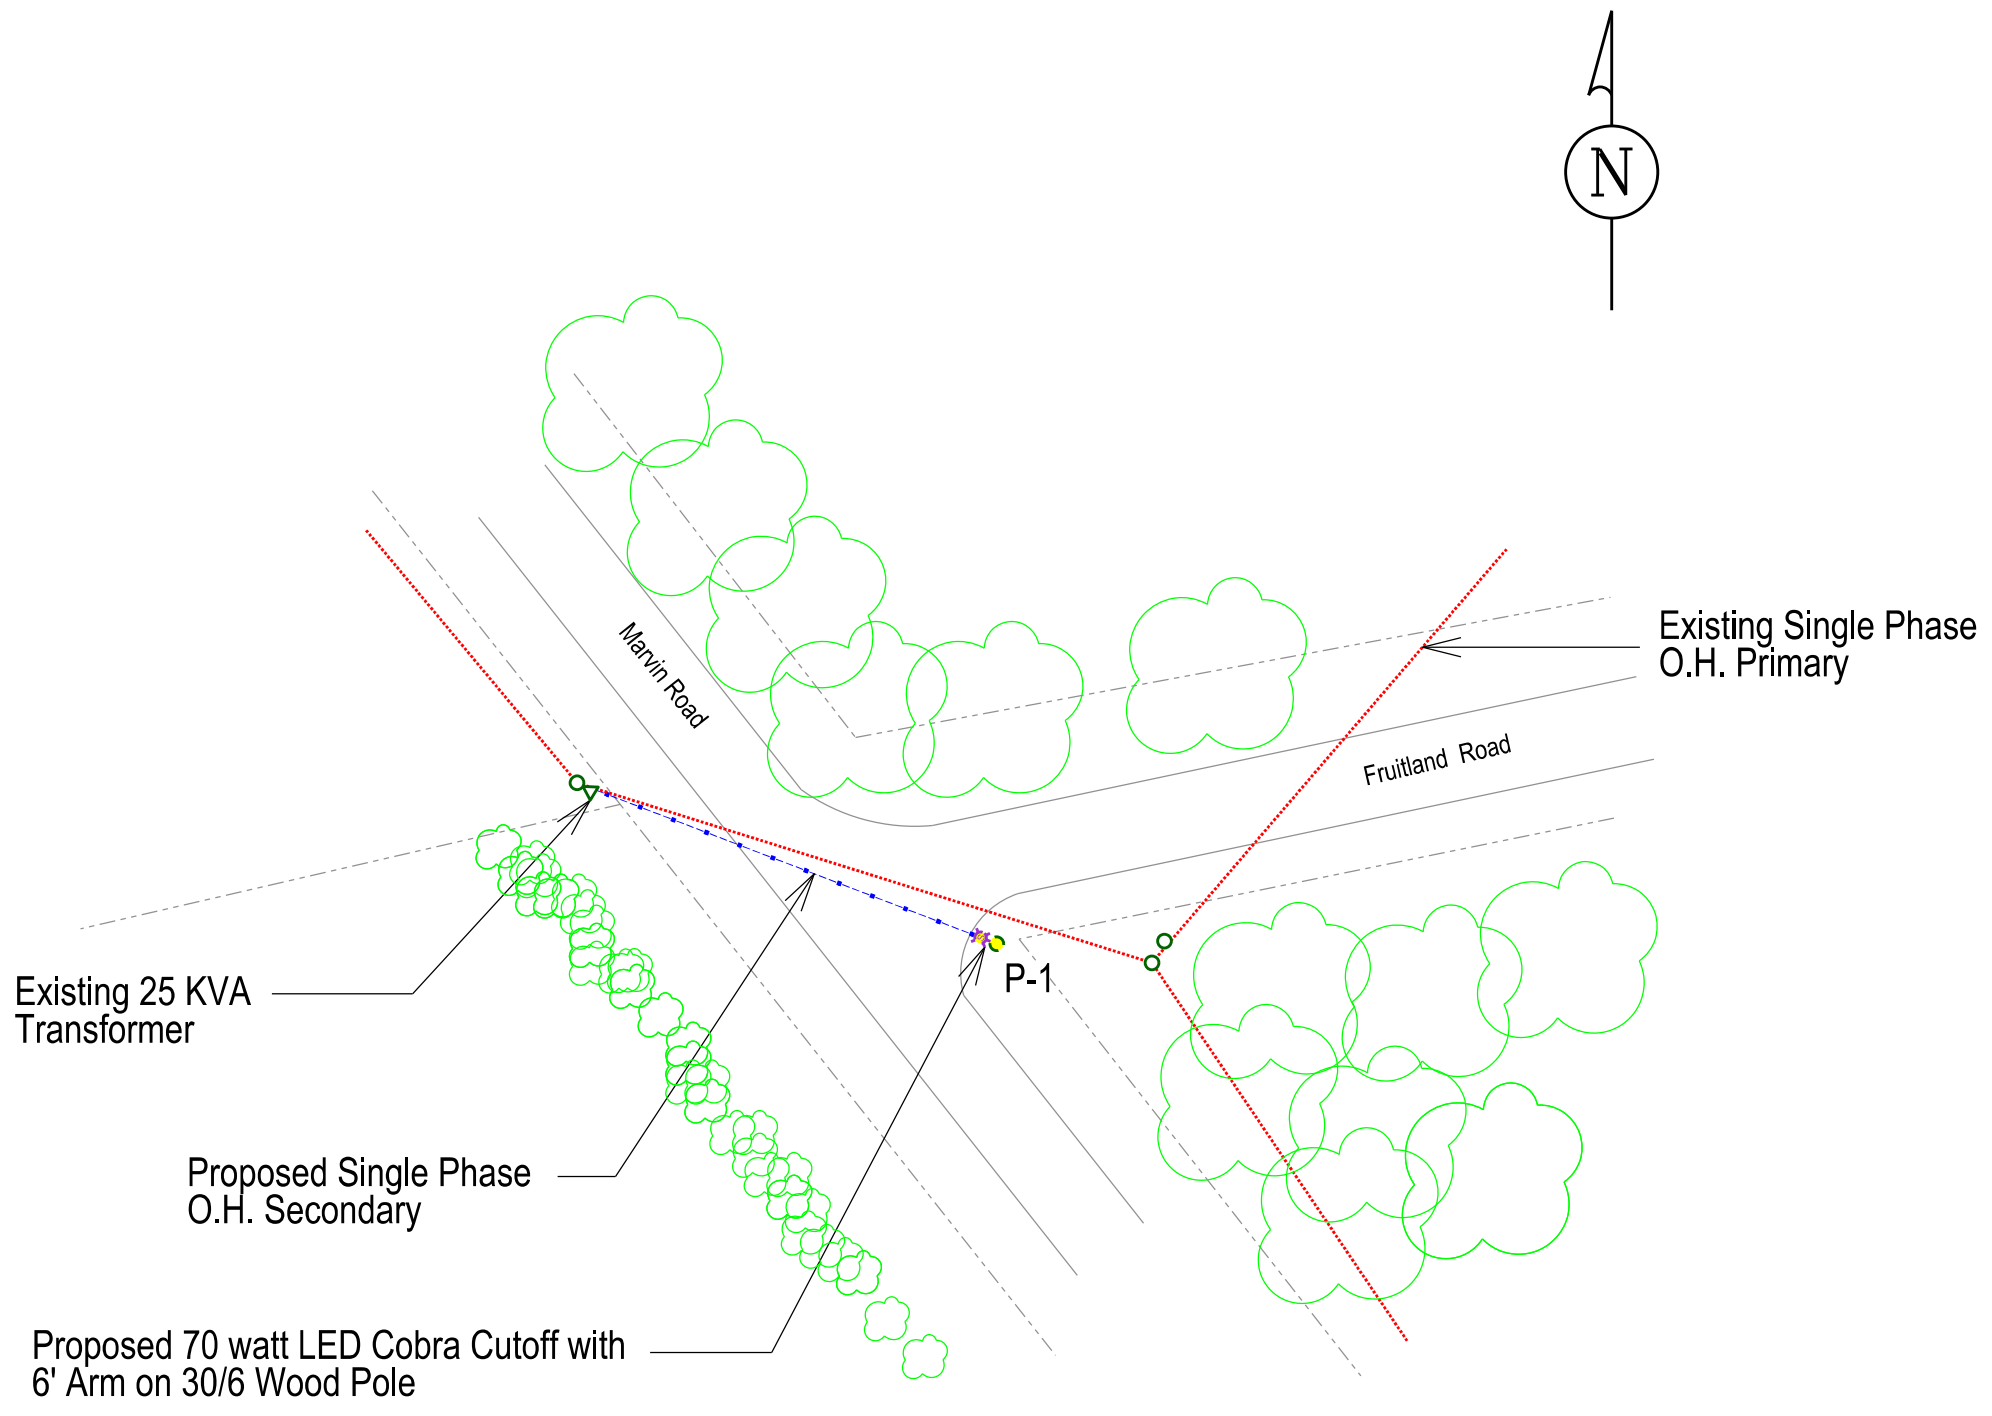 N
Marvin Road
Existing Single Phase
O.H. Primary
Fruitland Road
P-1
Existing 25 KVA
Transformer
Proposed Single Phase
O.H. Secondary
Proposed 70 watt LED Cobra Cutoff with
6' Arm on 30/6 Wood Pole